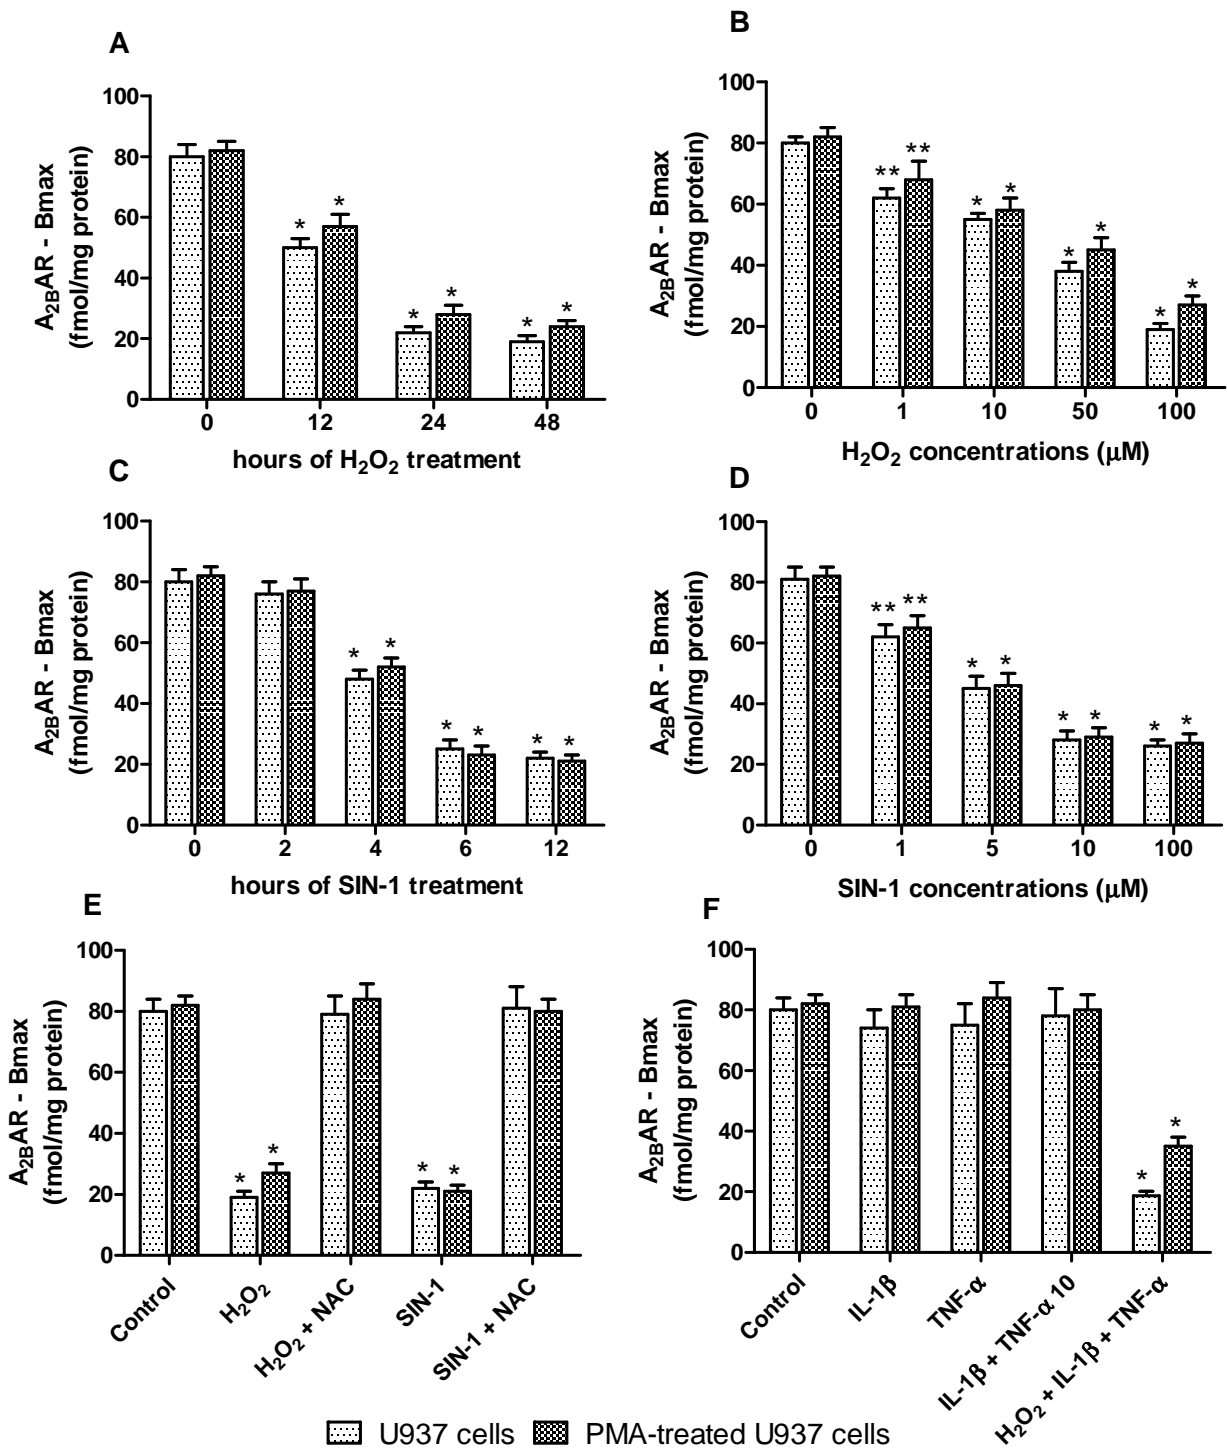 A
A2BAR - Bmax
(fmol/mg protein)
100
80
60
40
20
0
* * * * * *
0 12 24 48
hours of H2O2 treatment
B
A2BAR - Bmax
(fmol/mg protein)
100
80
60
40
20
0
** ** * * * * * *
0 1 10 50 100
H2O2 concentrations (μM)
C
A2BAR - Bmax
(fmol/mg protein)
100
80
60
40
20
0
* * * * * *
0 2 4 6 12
hours of SIN-1 treatment
D
A2BAR - Bmax
(fmol/mg protein)
100
80
60
40
20
0
** ** * * * * * *
0 1 5 10 100
SIN-1 concentrations (μM)
E
A2BAR - Bmax
(fmol/mg protein)
100
80
60
40
20
0
* * * *
Control
H2O2
H2O2 + NAC
SIN-1
SIN-1 + NAC
F
A2BAR - Bmax
(fmol/mg protein)
100
80
60
40
20
0
* *
Control
IL-1β
TNF-α
IL-1β + TNF-α 10
H2O2 + IL-1β + TNF-α
U937 cells PMA-treated U937 cells